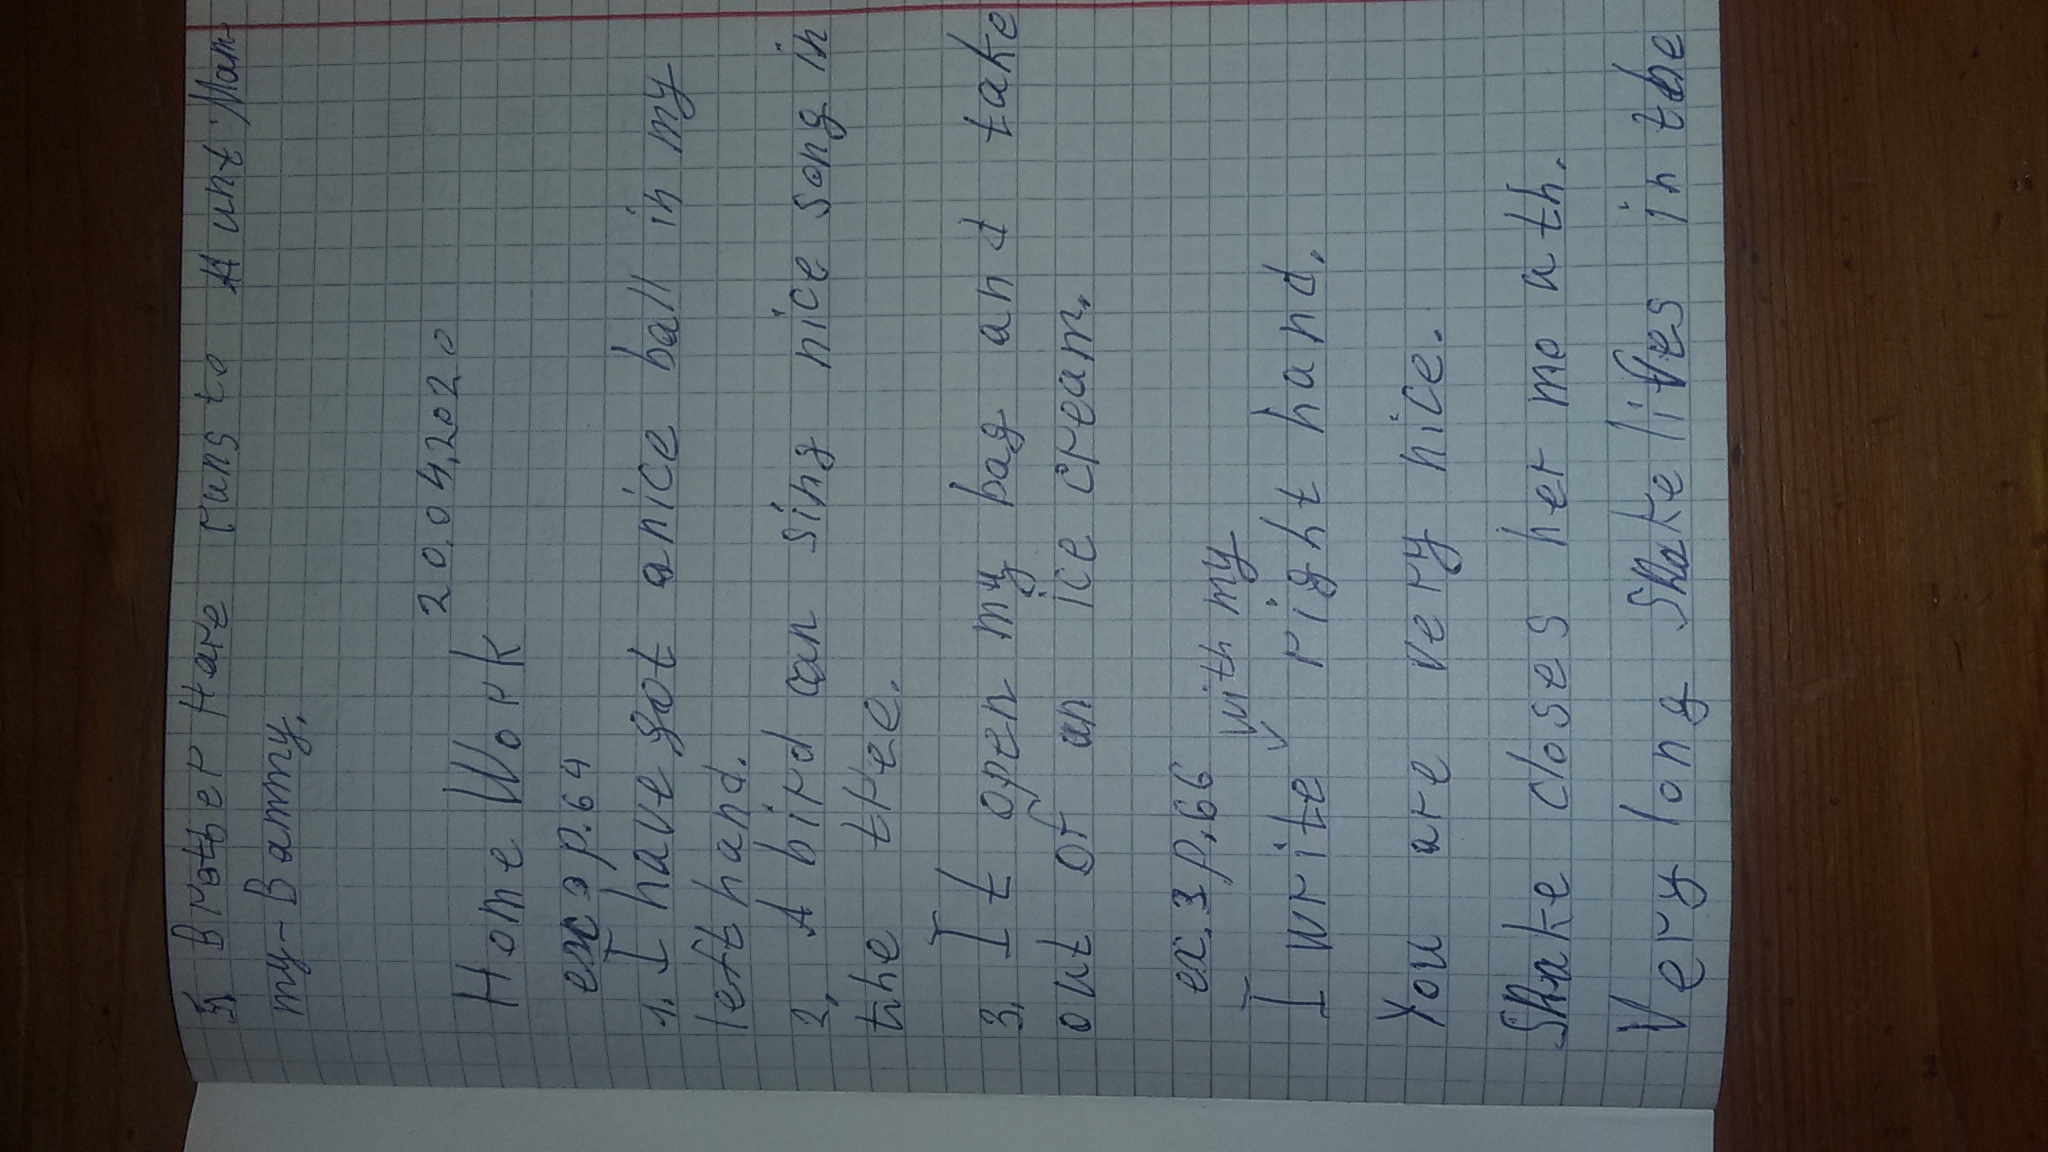 5. Brother Hare runs to Aunt Mam-
my-Bammy.
20.04.2020
Home Work
ex p.64
1. I have got a nice ball in my
left hand.
2. A bird can sing nice song in
the tree.
3. It open my bag and take
out of an ice cream.
ex. 3 p.66
with my
I write right hand.
You are very nice.
Snake closes her mouth.
Very long Snake lives in the